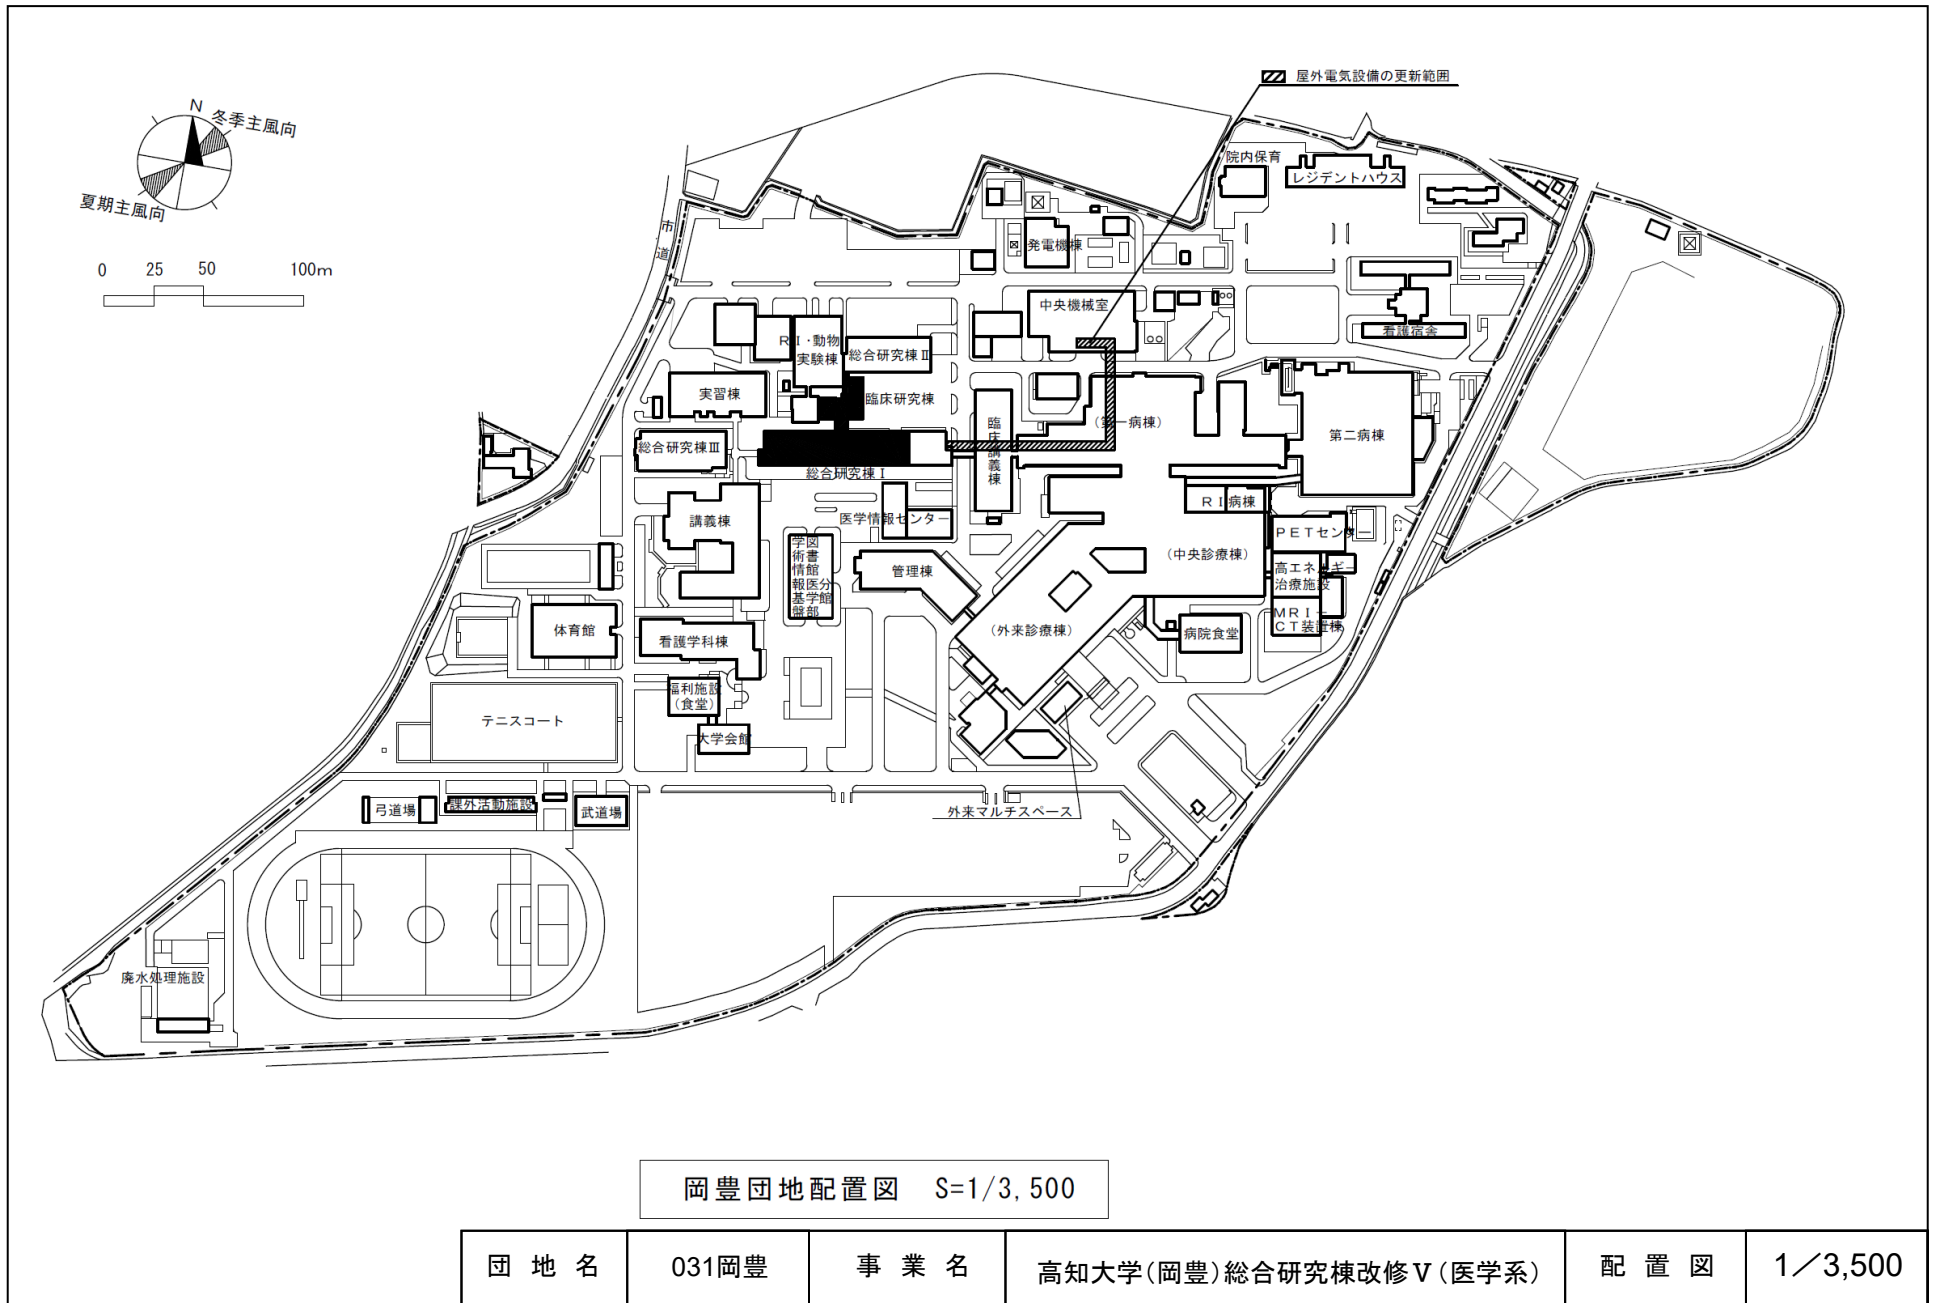 屋外電気設備の更新範囲
N
冬季主風向
夏期主風向
0 25 50 100m
市道
院内保育
レジデントハウス
発電機棟
中央機械室
看護宿舎
RI・動物
実験棟
総合研究棟Ⅱ
臨床研究棟
実習棟
総合研究棟Ⅲ
総合研究棟Ⅰ
臨床講義棟
(第一病棟)
第二病棟
RI病棟
講義棟
医学情報センター
PETセンター
(中央診療棟)
高エネルギー
治療施設
MRI-
CT装置棟
学術情報基盤
図書館医学部分館
管理棟
体育館
看護学科棟
(外来診療棟)
病院食堂
福利施設
(食堂)
大学会館
テニスコート
弓道場
課外活動施設
武道場
外来マルチスペース
廃水処理施設
岡豊団地配置図 S=1/3,500
団地名 031岡豊 事業名 高知大学(岡豊)総合研究棟改修Ⅴ(医学系) 配置図 1/3,500